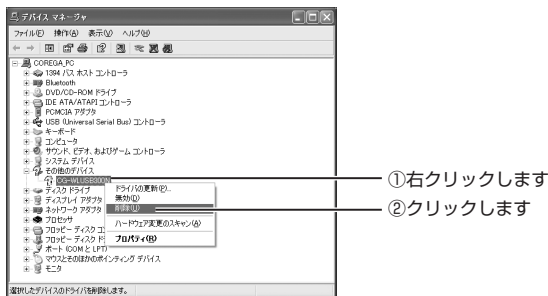 デバイス マネージャ
ファイル(F) 操作(A) 表示(V) ヘルプ(H)
COREGA_PC
1394 バス ホスト コントローラ
Bluetooth
DVD/CD-ROM ドライブ
IDE ATA/ATAPI コントローラ
PCMCIA アダプタ
USB (Universal Serial Bus) コントローラ
キーボード
コンピュータ
サウンド、ビデオ、およびゲーム コントローラ
システム デバイス
その他のデバイス
CG-WLUSB300N
ディスク ドライブ
ディスプレイ アダプタ
ネットワーク アダプタ
プロセッサ
フロッピー ディスク コ
フロッピー ディスク ド
ポート (COM と LPT)
マウスとそのほかのポインティング デバイス
モニタ
ドライバの更新(P)...
無効(D)
削除(U)
ハードウェア変更のスキャン(A)
プロパティ(R)
選択したデバイスのドライバを削除します。
①右クリックします
②クリックします